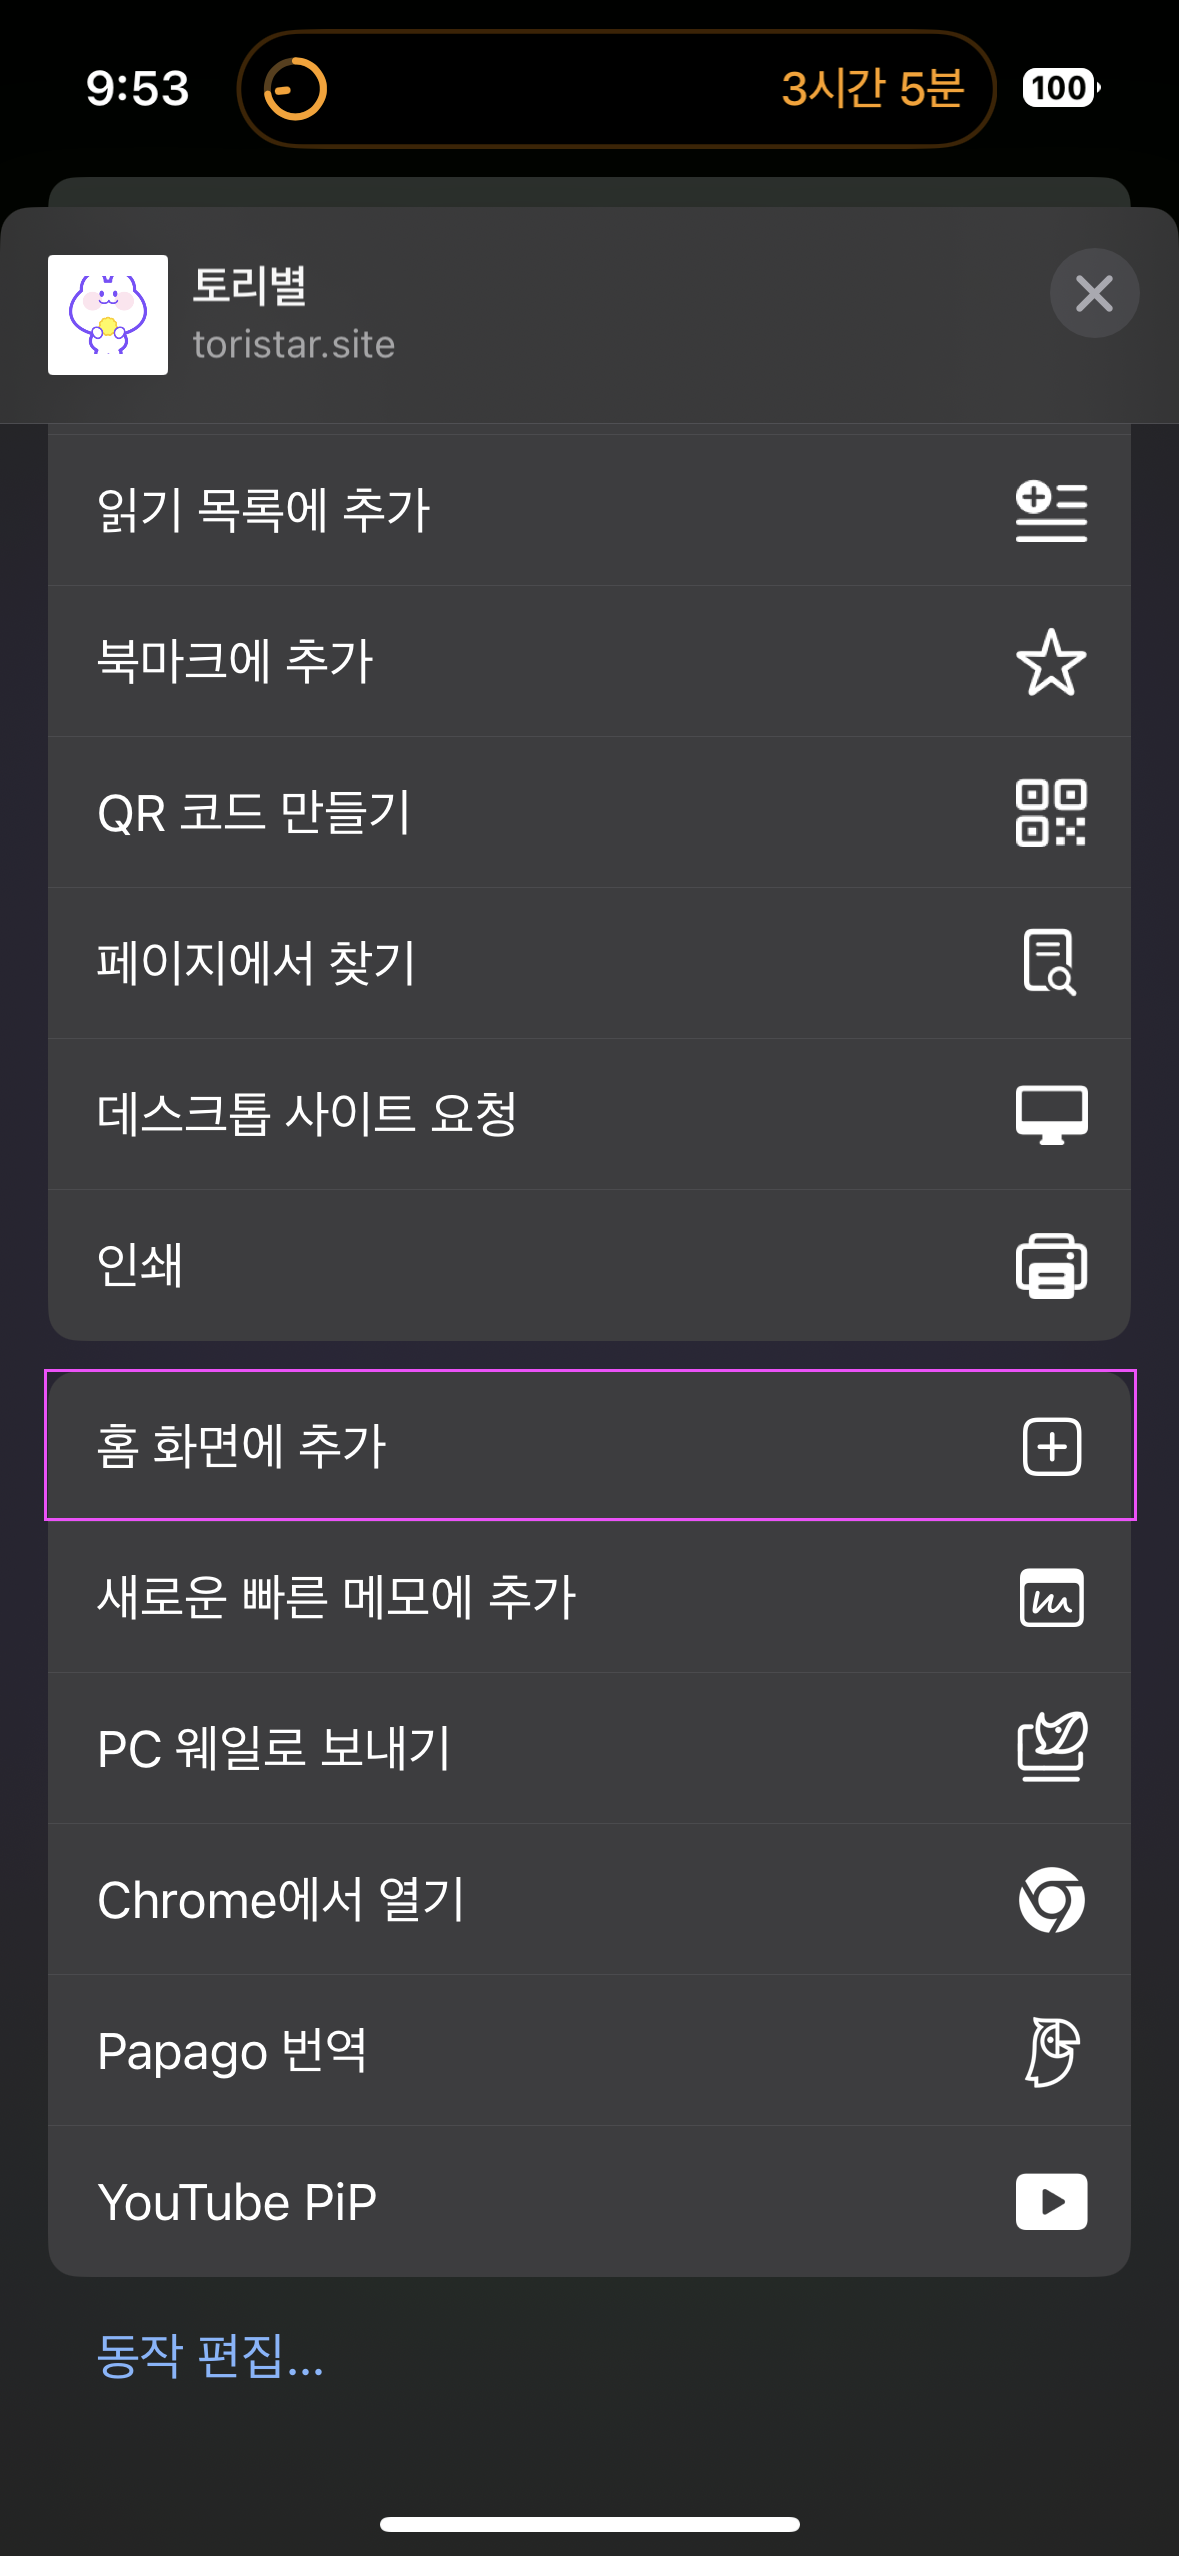 9:53
3시간 5분
100
토리별
toristar.site
읽기 목록에 추가
북마크에 추가
QR 코드 만들기
페이지에서 찾기
데스크톱 사이트 요청
인쇄
홈 화면에 추가
새로운 빠른 메모에 추가
PC 웨일로 보내기
Chrome에서 열기
Papago 번역
YouTube PiP
동작 편집...